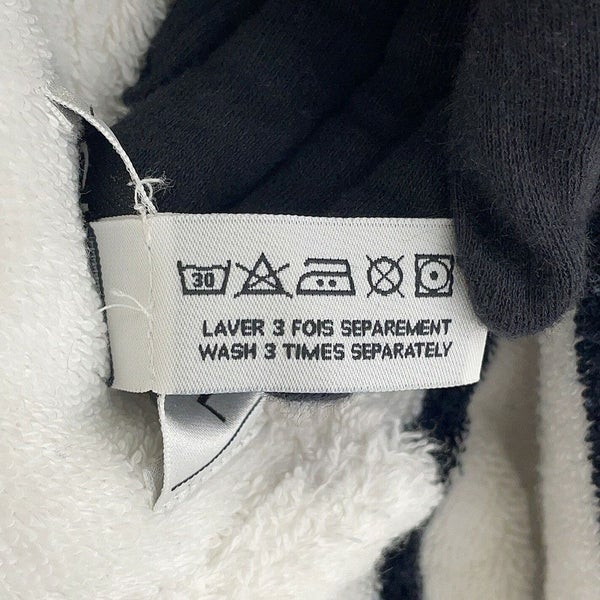 30
LAVER 3 FOIS SEPAREMENT
WASH 3 TIMES SEPARATELY